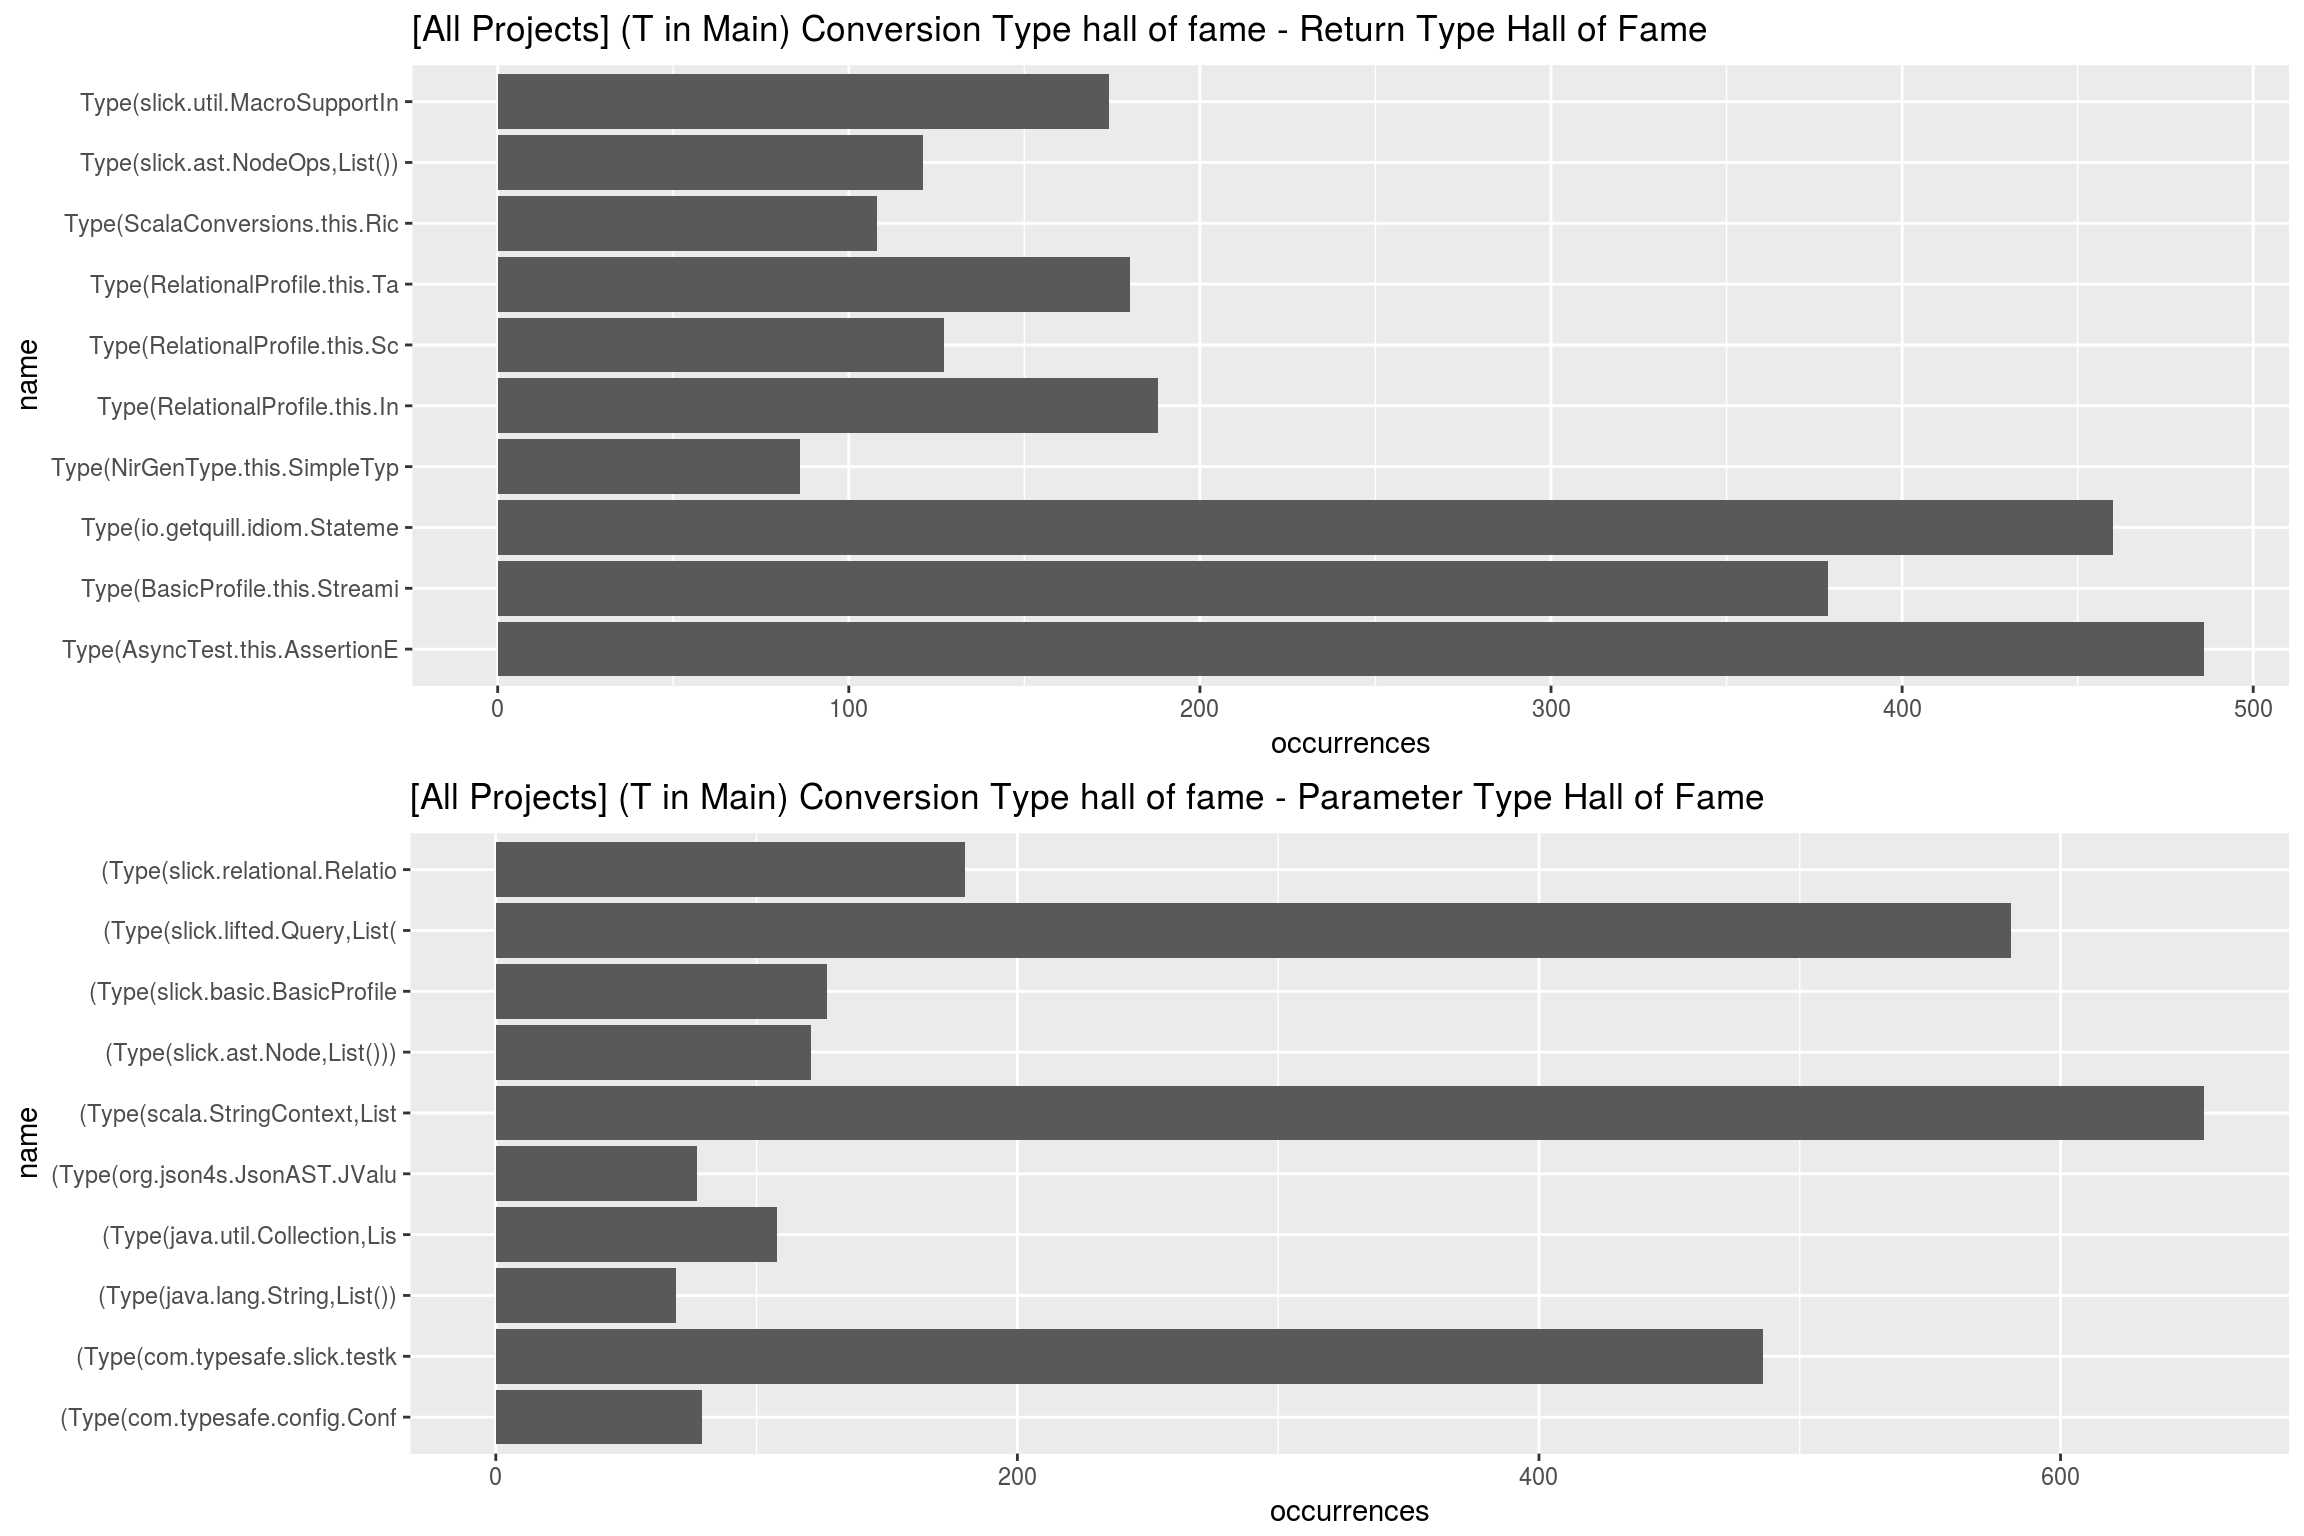 [All Projects] (T in Main) Conversion Type hall of fame - Return Type Hall of Fame
name
Type(slick.util.MacroSupportIn
Type(slick.ast.NodeOps,List())
Type(ScalaConversions.this.Ric
Type(RelationalProfile.this.Ta
Type(RelationalProfile.this.Sc
Type(RelationalProfile.this.In
Type(NirGenType.this.SimpleTyp
Type(io.getquill.idiom.Stateme
Type(BasicProfile.this.Streami
Type(AsyncTest.this.AssertionE
0 100 200 300 400 500
occurrences
[All Projects] (T in Main) Conversion Type hall of fame - Parameter Type Hall of Fame
name
(Type(slick.relational.Relatio
(Type(slick.lifted.Query,List(
(Type(slick.basic.BasicProfile
(Type(slick.ast.Node,List()))
(Type(scala.StringContext,List
(Type(org.json4s.JsonAST.JValu
(Type(java.util.Collection,Lis
(Type(java.lang.String,List())
(Type(com.typesafe.slick.testk
(Type(com.typesafe.config.Conf
0 200 400 600
occurrences